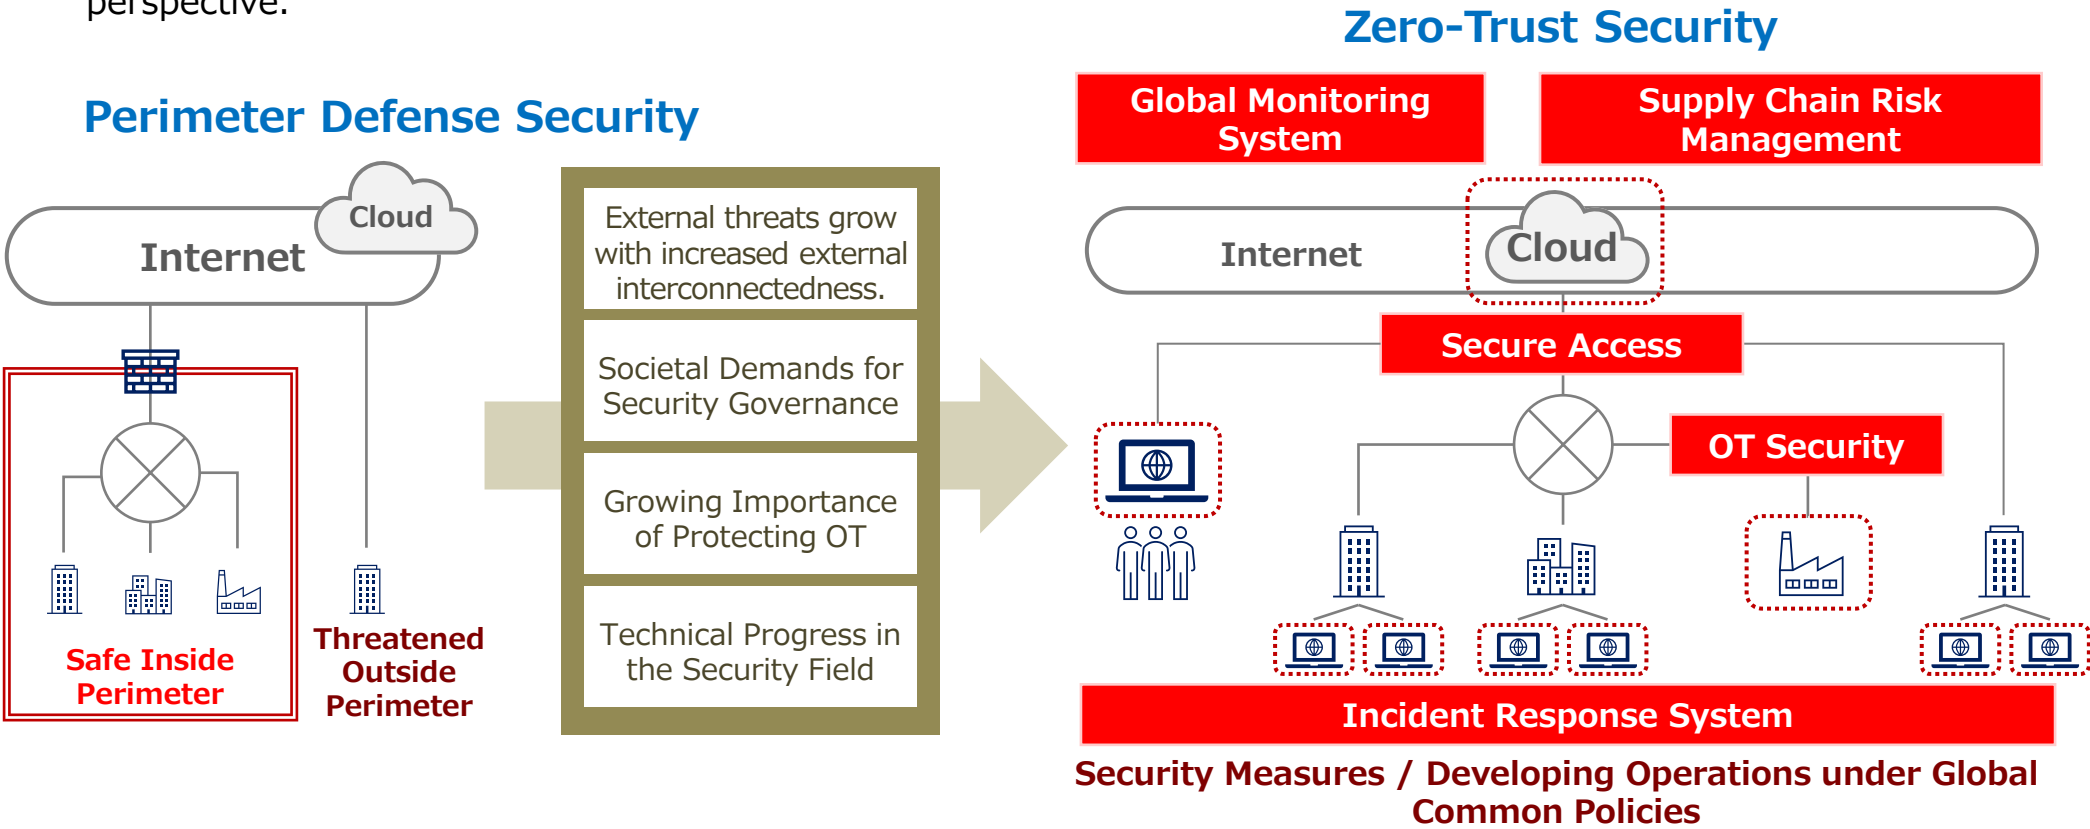 perspective.
Perimeter Defense Security
Internet
Cloud
Safe Inside
Perimeter
Threatened
Outside
Perimeter
External threats grow
with increased external
interconnectedness.
Societal Demands for
Security Governance
Growing Importance
of Protecting OT
Technical Progress in
the Security Field
Zero-Trust Security
Global Monitoring
System
Supply Chain Risk
Management
Internet
Cloud
Secure Access
OT Security
Incident Response System
Security Measures / Developing Operations under Global
Common Policies